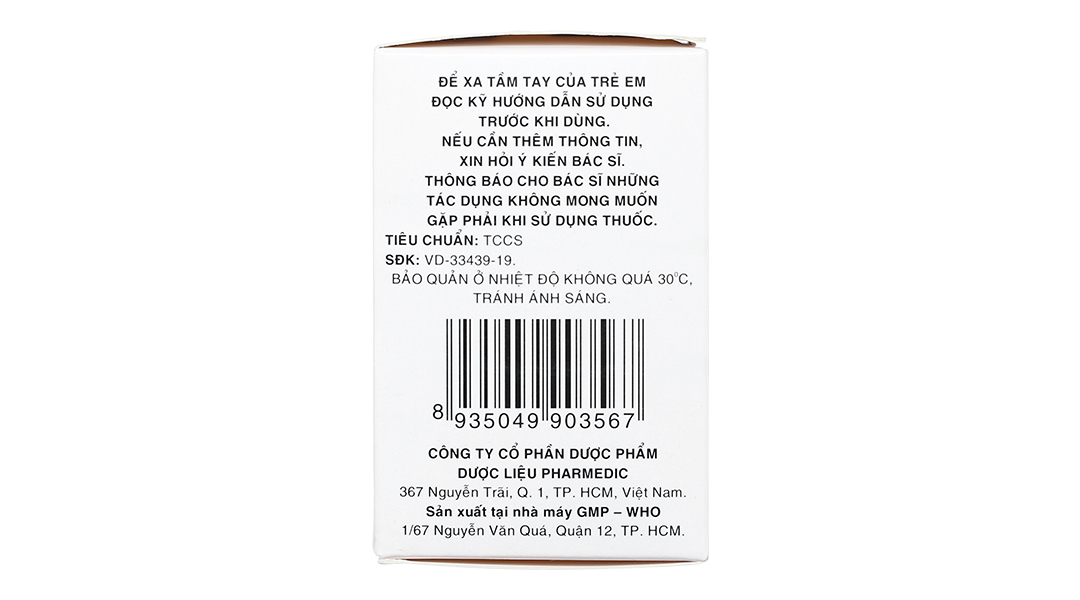 ĐỂ XA TẦM TAY CỦA TRẺ EM
ĐỌC KỸ HƯỚNG DẪN SỬ DỤNG
TRƯỚC KHI DÙNG.
NẾU CẦN THÊM THÔNG TIN,
XIN HỎI Ý KIẾN BÁC SĨ.
THÔNG BÁO CHO BÁC SĨ NHỮNG
TÁC DỤNG KHÔNG MONG MUỐN
GẶP PHẢI KHI SỬ DỤNG THUỐC.
TIÊU CHUẨN: TCCS
SĐK: VD-33439-19.
BẢO QUẢN Ở NHIỆT ĐỘ KHÔNG QUÁ 30°C,
TRÁNH ÁNH SÁNG.
8 935049 903567
CÔNG TY CỔ PHẦN DƯỢC PHẨM
DƯỢC LIỆU PHARMEDIC
367 Nguyễn Trãi, Q. 1, TP. HCM, Việt Nam.
Sản xuất tại nhà máy GMP – WHO
1/67 Nguyễn Văn Quá, Quận 12, TP. HCM.